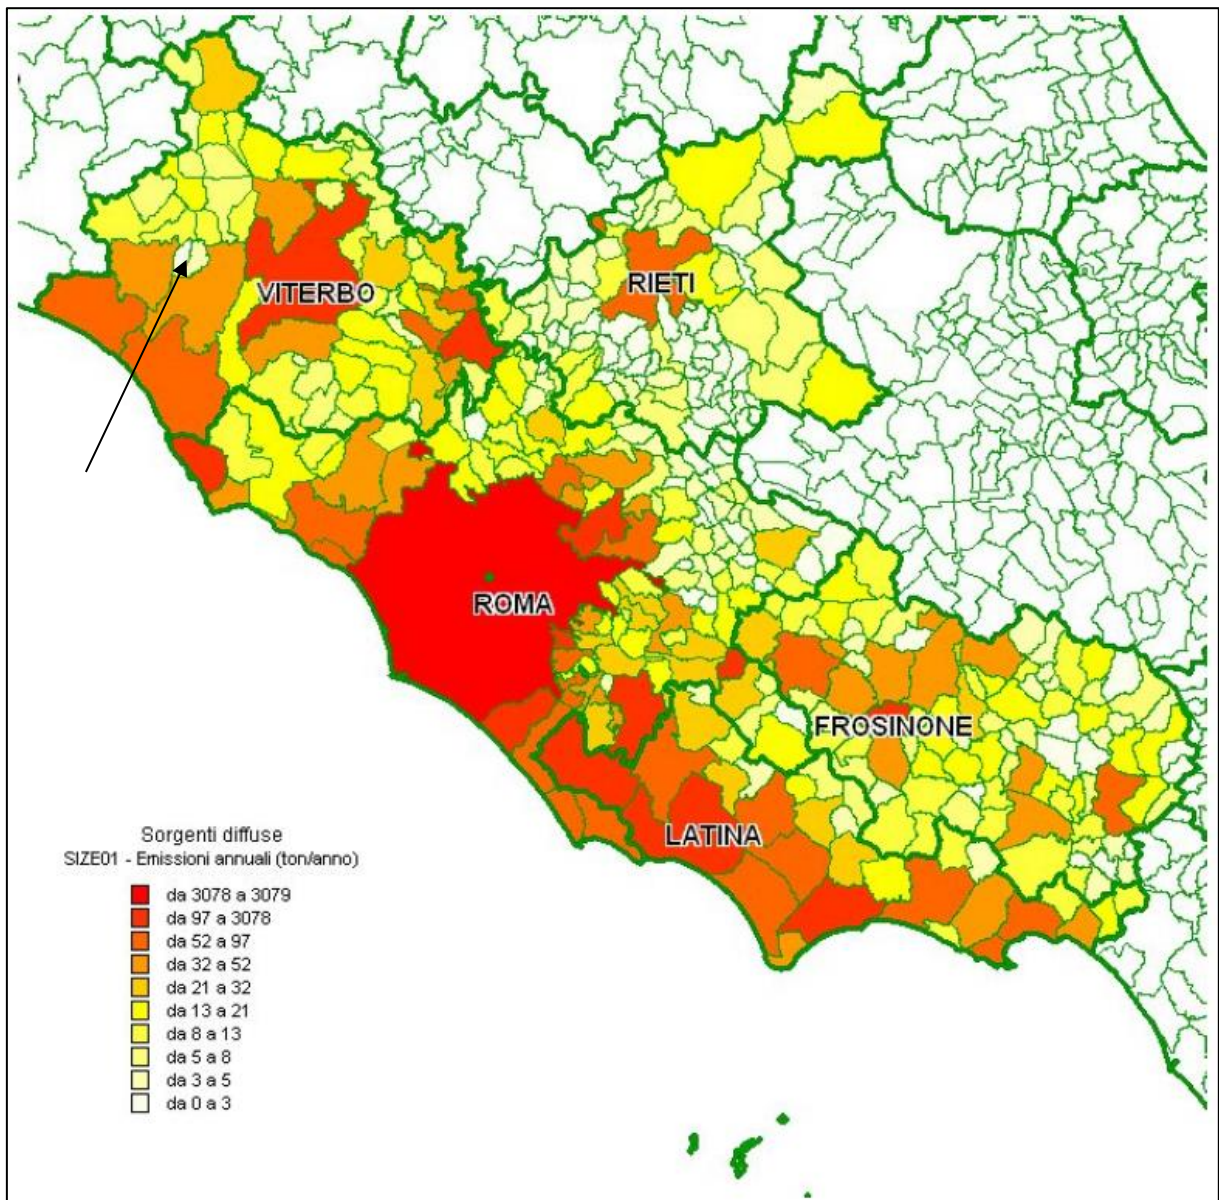 VITERBO
RIETI
ROMA
FROSINONE
LATINA
Sorgenti diffuse
SIZE01 - Emissioni annuali (ton/anno)
da 3078 a 3079
da 97 a 3078
da 52 a 97
da 32 a 52
da 21 a 32
da 13 a 21
da 8 a 13
da 5 a 8
da 3 a 5
da 0 a 3